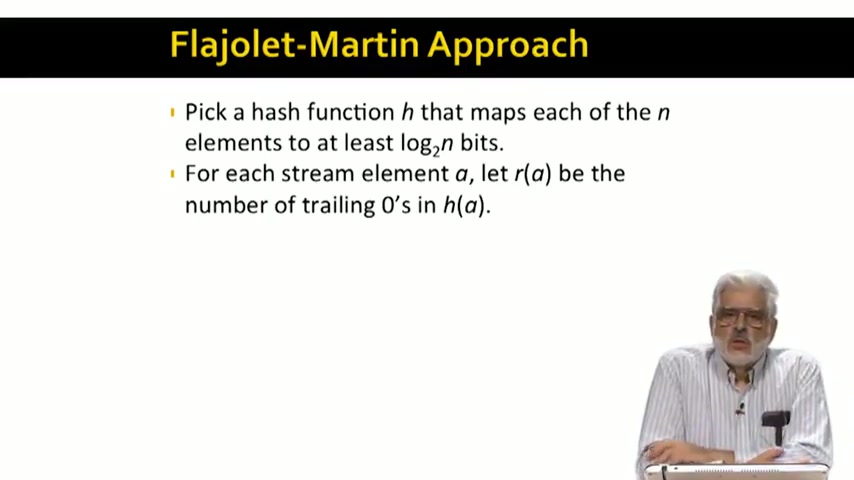 Flajolet-Martin Approach
Pick a hash function h that maps each of the n
elements to at least log₂n bits.
For each stream element a, let r(a) be the
number of trailing 0's in h(a).